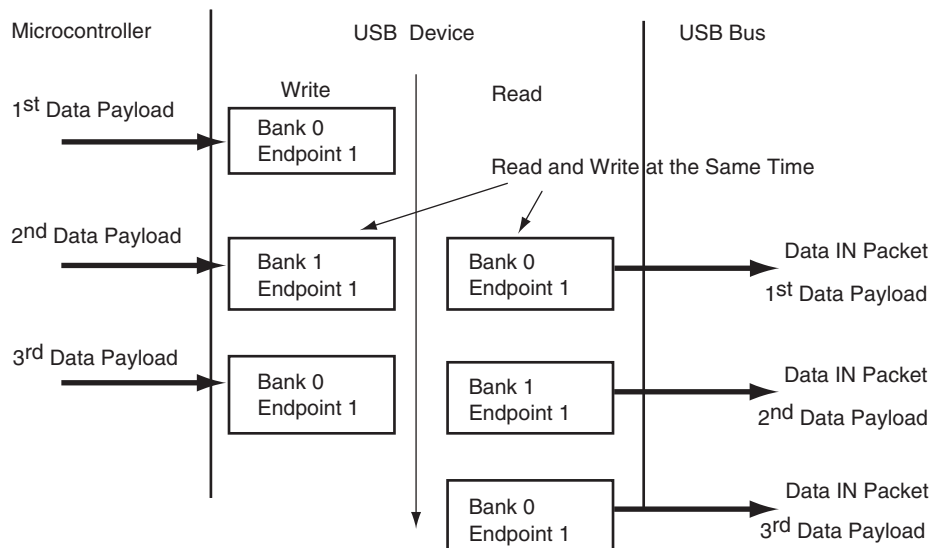 Microcontroller
USB Device
USB Bus
Write
Read
1st Data Payload
Bank 0
Endpoint 1
Read and Write at the Same Time
2nd Data Payload
Bank 1
Endpoint 1
Bank 0
Endpoint 1
Data IN Packet
1st Data Payload
3rd Data Payload
Bank 0
Endpoint 1
Bank 1
Endpoint 1
Data IN Packet
2nd Data Payload
Bank 0
Endpoint 1
Data IN Packet
3rd Data Payload